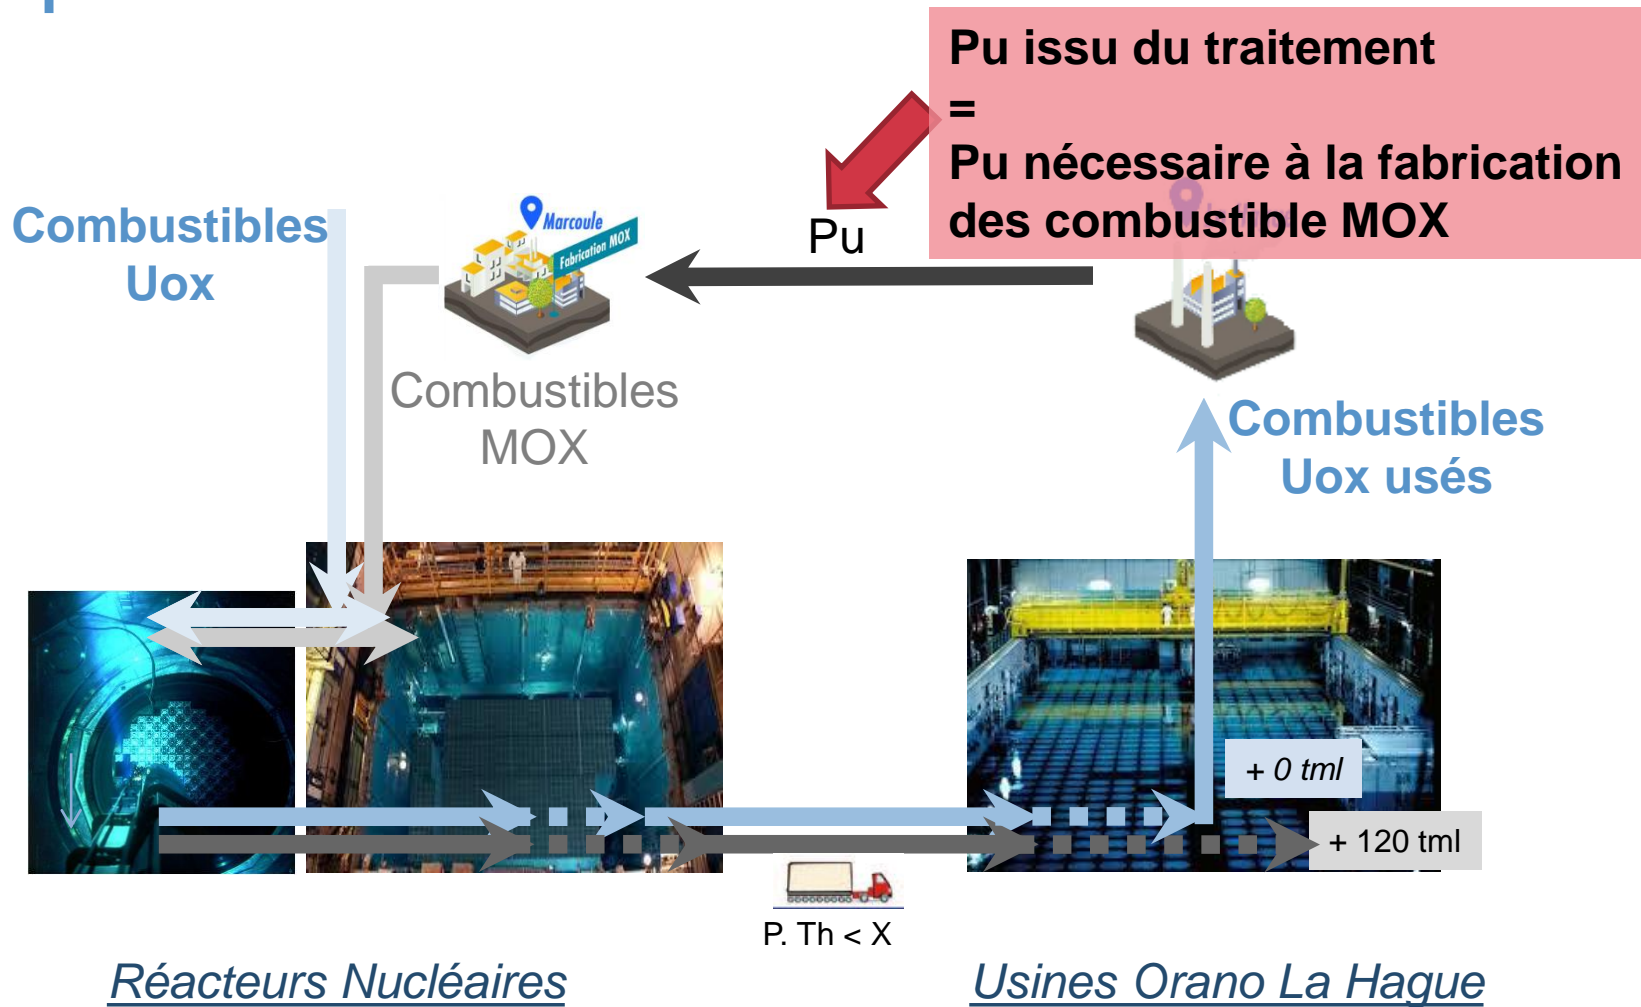 Pu issu du traitement
=
Pu nécessaire à la fabrication
des combustible MOX
Combustibles
Uox
Marcoule
Fabrication MOX
Pu
Combustibles
MOX
Combustibles
Uox usés
+ 0 tml
+ 120 tml
P. Th < X
Réacteurs Nucléaires
Usines Orano La Hague